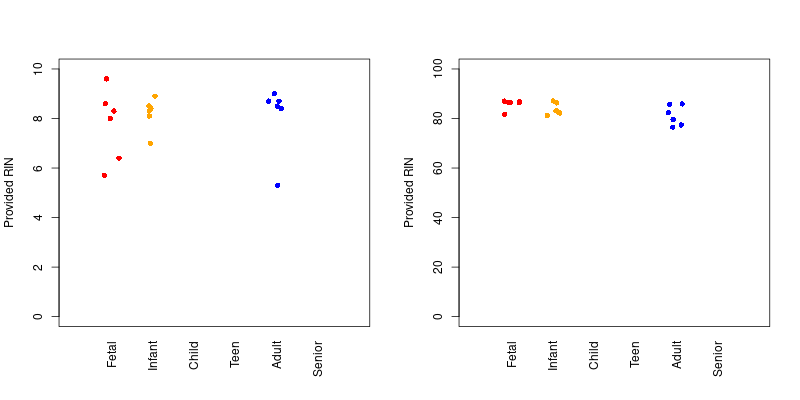 Provided RIN
10
8
6
4
2
0
Fetal
Infant
Child
Teen
Adult
Senior
Provided RIN
100
80
60
40
20
0
Fetal
Infant
Child
Teen
Adult
Senior